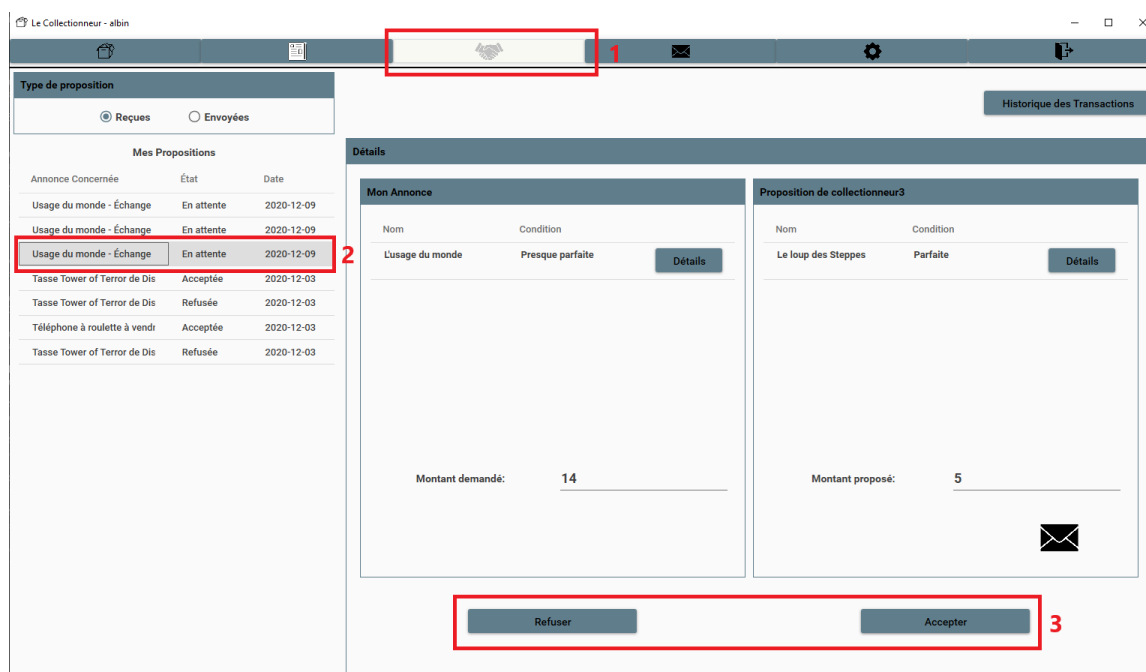 Le Collectionneur - albin
1
Type de proposition
Reçues Envoyées
Historique des Transactions
Mes Propositions
Annonce Concernée État Date
Usage du monde - Échange En attente 2020-12-09
Usage du monde - Échange En attente 2020-12-09
Usage du monde - Échange En attente 2020-12-09
2
Tasse Tower of Terror de Dis Acceptée 2020-12-03
Tasse Tower of Terror de Dis Refusée 2020-12-03
Téléphone à roulette à vendr Acceptée 2020-12-03
Tasse Tower of Terror de Dis Refusée 2020-12-03
Détails
Mon Annonce
Nom Condition
L'usage du monde Presque parfaite Détails
Montant demandé: 14
Proposition de collectionneur3
Nom Condition
Le loup des Steppes Parfaite Détails
Montant proposé: 5
Refuser Accepter
3